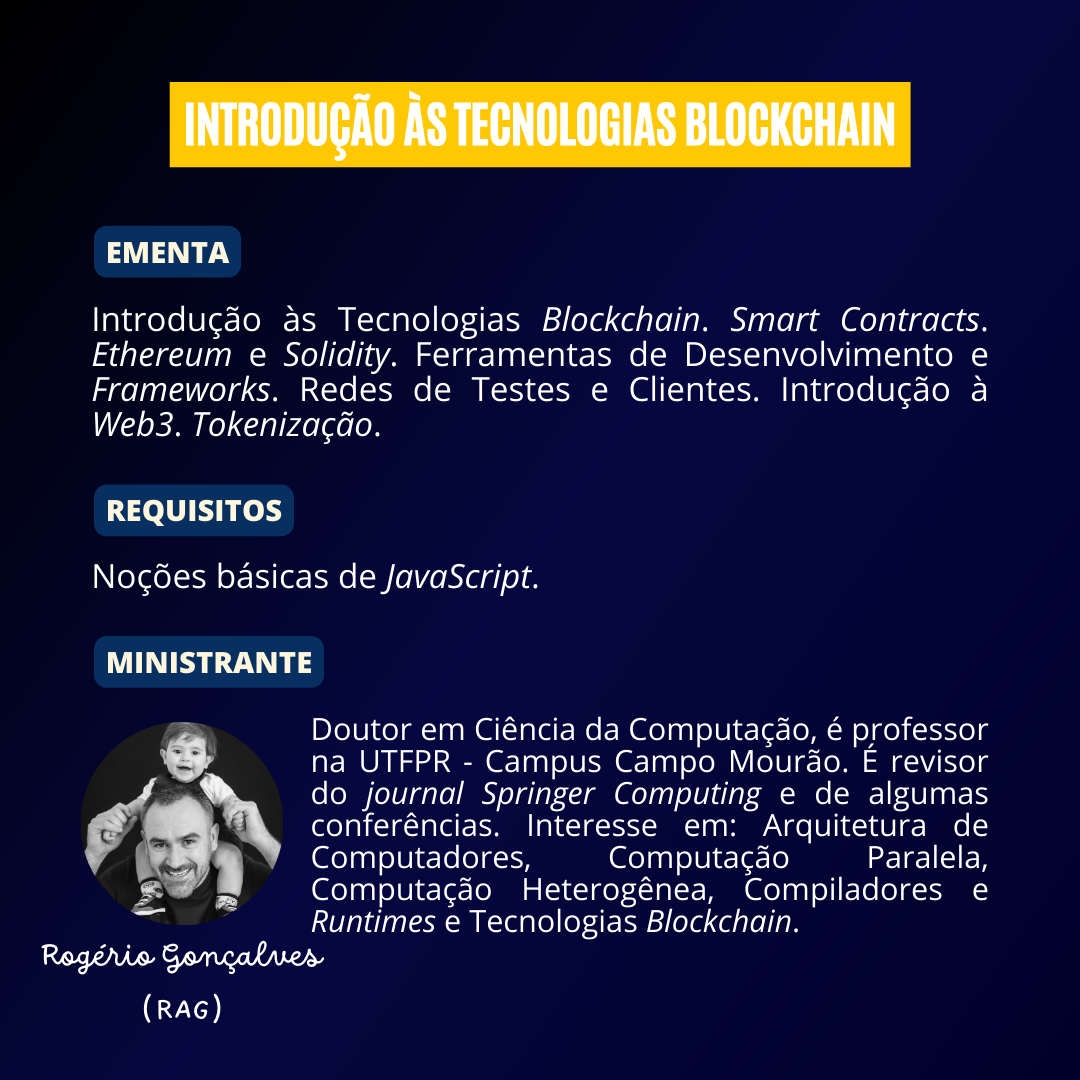 INTRODUÇÃO ÀS TECNOLOGIAS BLOCKCHAIN
EMENTA
Introdução às Tecnologias Blockchain. Smart Contracts.
Ethereum e Solidity. Ferramentas de Desenvolvimento e
Frameworks. Redes de Testes e Clientes. Introdução à
Web3. Tokenização.
REQUISITOS
Noções básicas de JavaScript.
MINISTRANTE
Doutor em Ciência da Computação, é professor
na UTFPR - Campus Campo Mourão. É revisor
do journal Springer Computing e de algumas
conferências. Interesse em: Arquitetura de
Computadores, Computação Paralela,
Computação Heterogênea, Compiladores e
Runtimes e Tecnologias Blockchain.
Rogério Gonçalves
(RAG)